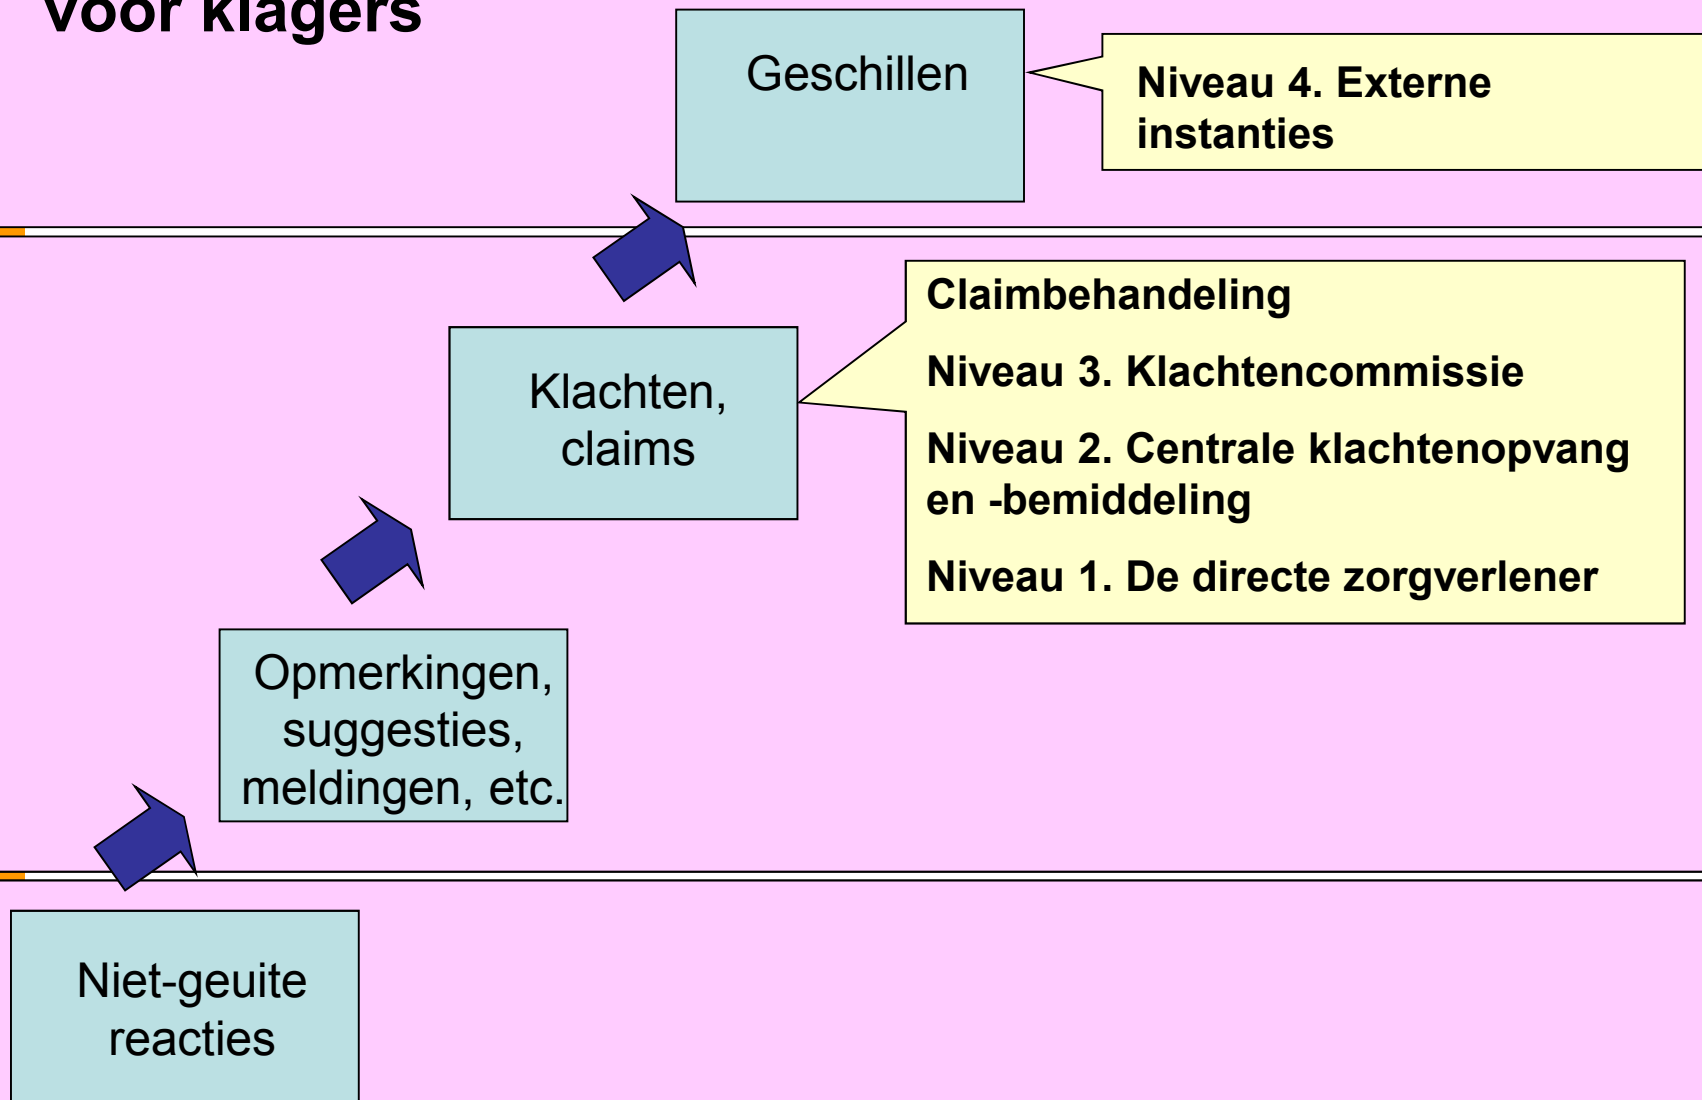 voor klagers
Geschillen
Niveau 4. Externe
instanties
Claimbehandeling
Niveau 3. Klachtencommissie
Niveau 2. Centrale klachtenopvang
en -bemiddeling
Niveau 1. De directe zorgverlener
Klachten,
claims
Opmerkingen,
suggesties,
meldingen, etc.
Niet-geuite
reacties